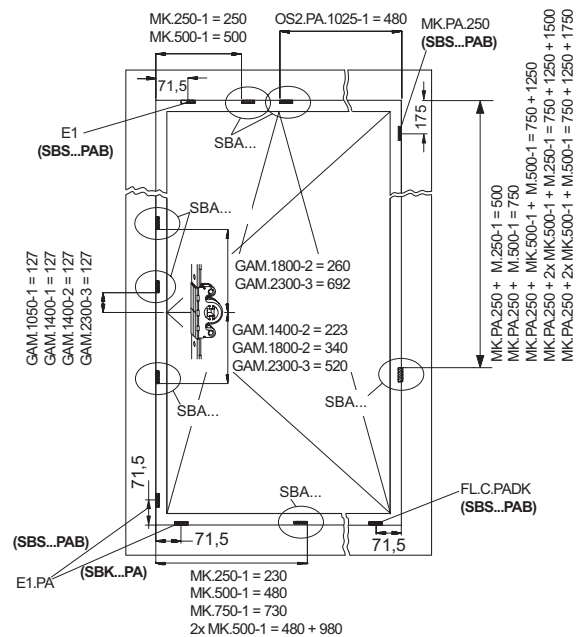 MK.250-1 = 250
MK.500-1 = 500
OS2.PA.1025-1 = 480
MK.PA.250
(SBS...PAB)
71,5
175
E1
(SBS...PAB)
SBA...
SBA...
GAM.1050-1 = 127
GAM.1400-1 = 127
GAM.1400-2 = 127
GAM.2300-3 = 127
GAM.1800-2 = 260
GAM.2300-3 = 692
GAM.1400-2 = 223
GAM.1800-2 = 340
GAM.2300-3 = 520
MK.PA.250 + M.250-1 = 500
MK.PA.250 + M.500-1 = 750
MK.PA.250 + MK.500-1 + M.500-1 = 750 + 1250
MK.PA.250 + 2x MK.500-1 + M.250-1 = 750 + 1250 + 1500
MK.PA.250 + 2x MK.500-1 + M.500-1 = 750 + 1250 + 1750
SBA...
SBA...
71,5
SBA...
FL.C.PADK
(SBS...PAB)
(SBS...PAB)
(SBK...PA)
E1.PA
71,5
71,5
MK.250-1 = 230
MK.500-1 = 480
MK.750-1 = 730
2x MK.500-1 = 480 + 980